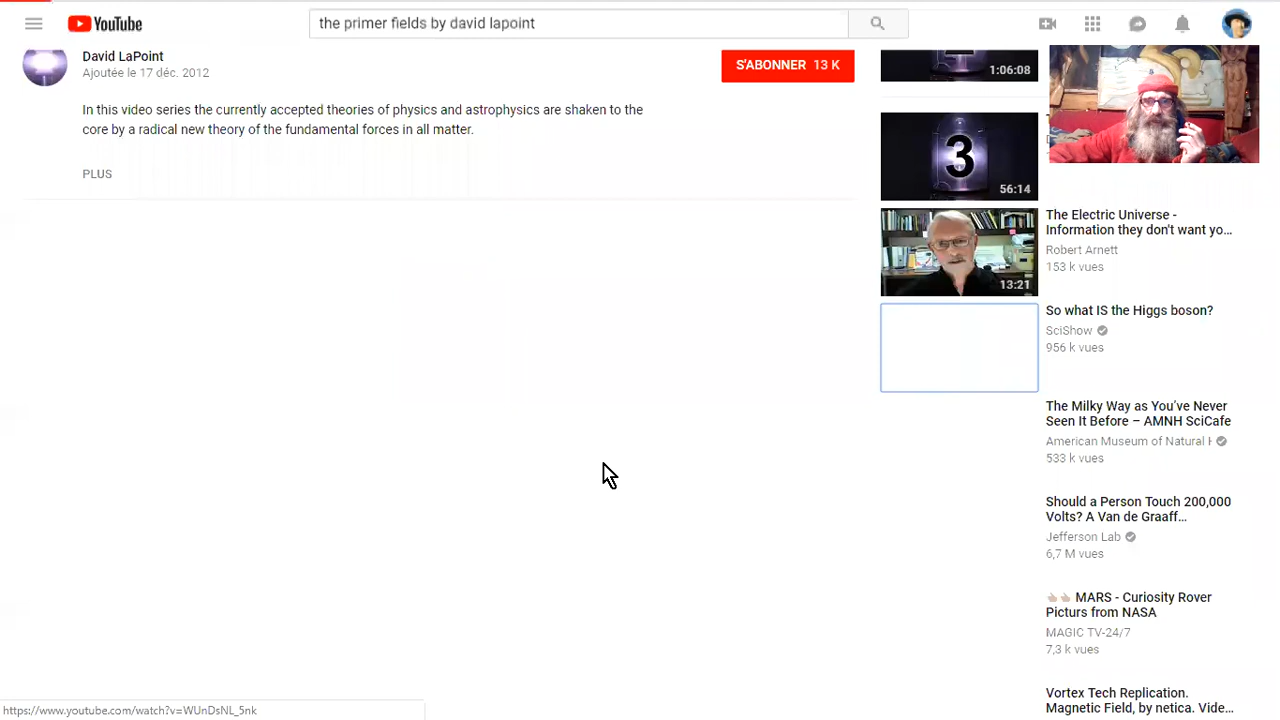 YouTube
the primer fields by david lapoint
David LaPoint
Ajoutée le 17 déc. 2012
S'ABONNER 13 K
In this video series the currently accepted theories of physics and astrophysics are shaken to the
core by a radical new theory of the fundamental forces in all matter.
PLUS
1:06:08
3
56:14
13:21
The Electric Universe -
Information they don't want yo...
Robert Arnett
153 k vues
So what IS the Higgs boson?
SciShow
956 k vues
The Milky Way as You've Never
Seen It Before – AMNH SciCafe
American Museum of Natural H
533 k vues
Should a Person Touch 200,000
Volts? A Van de Graaff...
Jefferson Lab
6,7 M vues
MARS - Curiosity Rover
Picturs from NASA
MAGIC TV-24/7
7,3 k vues
Vortex Tech Replication.
Magnetic Field, by netica. Vide...
https://www.youtube.com/watch?v=WUnDsNL_5nk